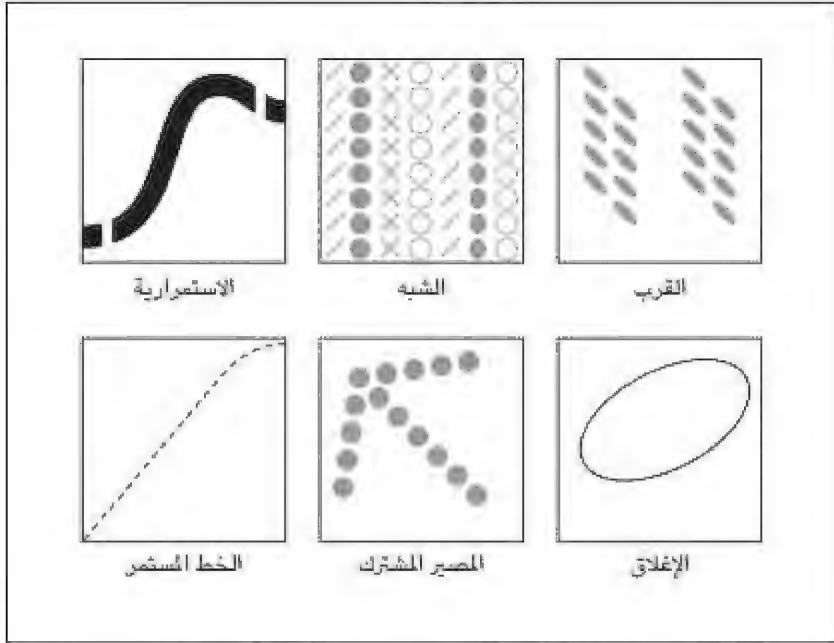 القرب
الشبه
الاستمرارية
الإغلاق
المصير المشترك
الخط المستمر